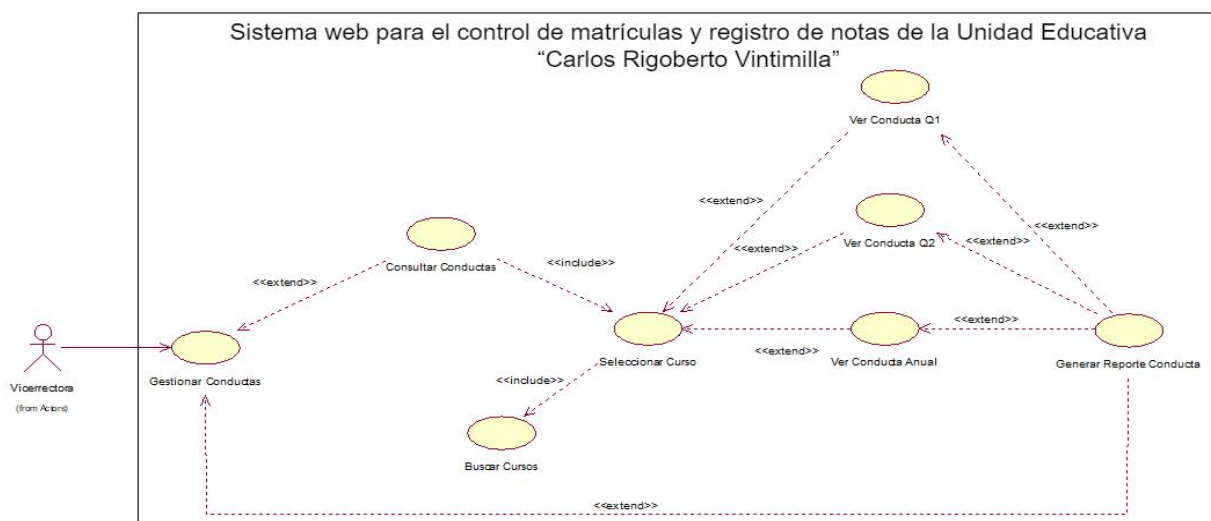 Sistema web para el control de matrículas y registro de notas de la Unidad Educativa
“Carlos Rigoberto Vintimilla”
Ver Conducta Q1
<<extend>>
Ver Conducta Q2
<<extend>>
<<extend>>
<<extend>>
Consultar Conductas
<<include>>
<<extend>>
<<extend>>
Seleccionar Curso
<<extend>>
Ver Conducta Anual
Generar Reporte Conducta
Vicerrectora
(from Actors)
Gestionar Conductas
<<include>>
Buscar Cursos
<<extend>>